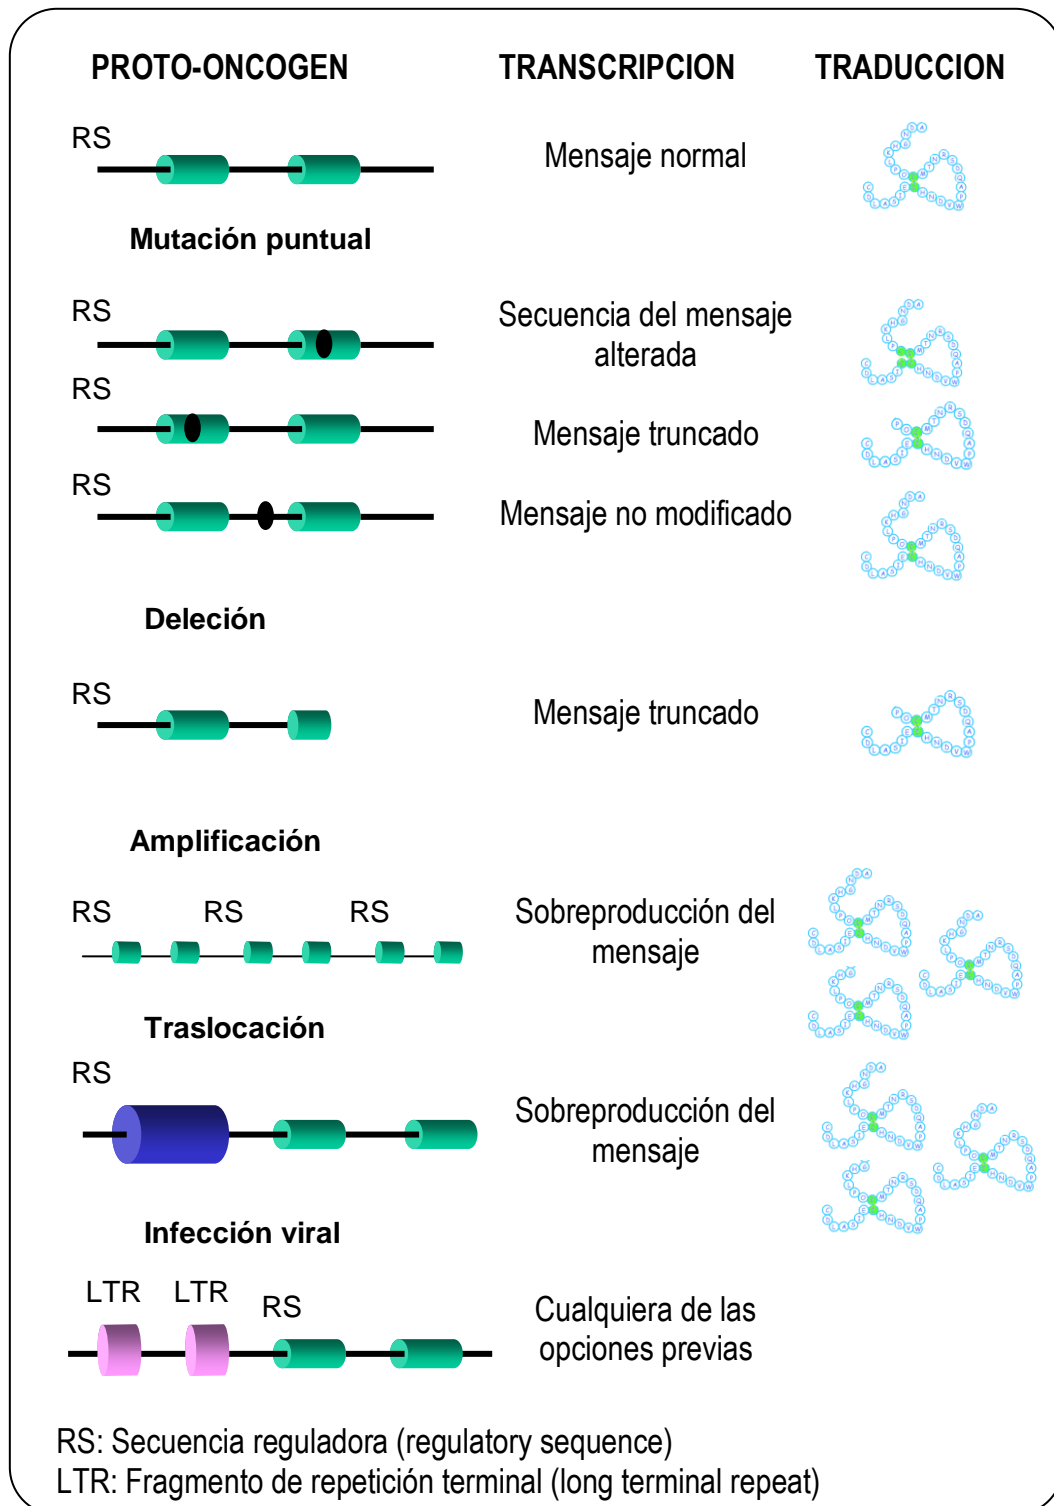 PROTO-ONCOGEN TRANSCRIPCION TRADUCCION
RS
Mensaje normal
Mutación puntual
RS
Secuencia del mensaje
alterada
RS
Mensaje truncado
RS
Mensaje no modificado
Deleción
RS
Mensaje truncado
Amplificación
RS RS RS
Sobreproducción del
mensaje
Traslocación
RS
Sobreproducción del
mensaje
Infección viral
LTR LTR RS
Cualquiera de las
opciones previas
RS: Secuencia reguladora (regulatory sequence)
LTR: Fragmento de repetición terminal (long terminal repeat)